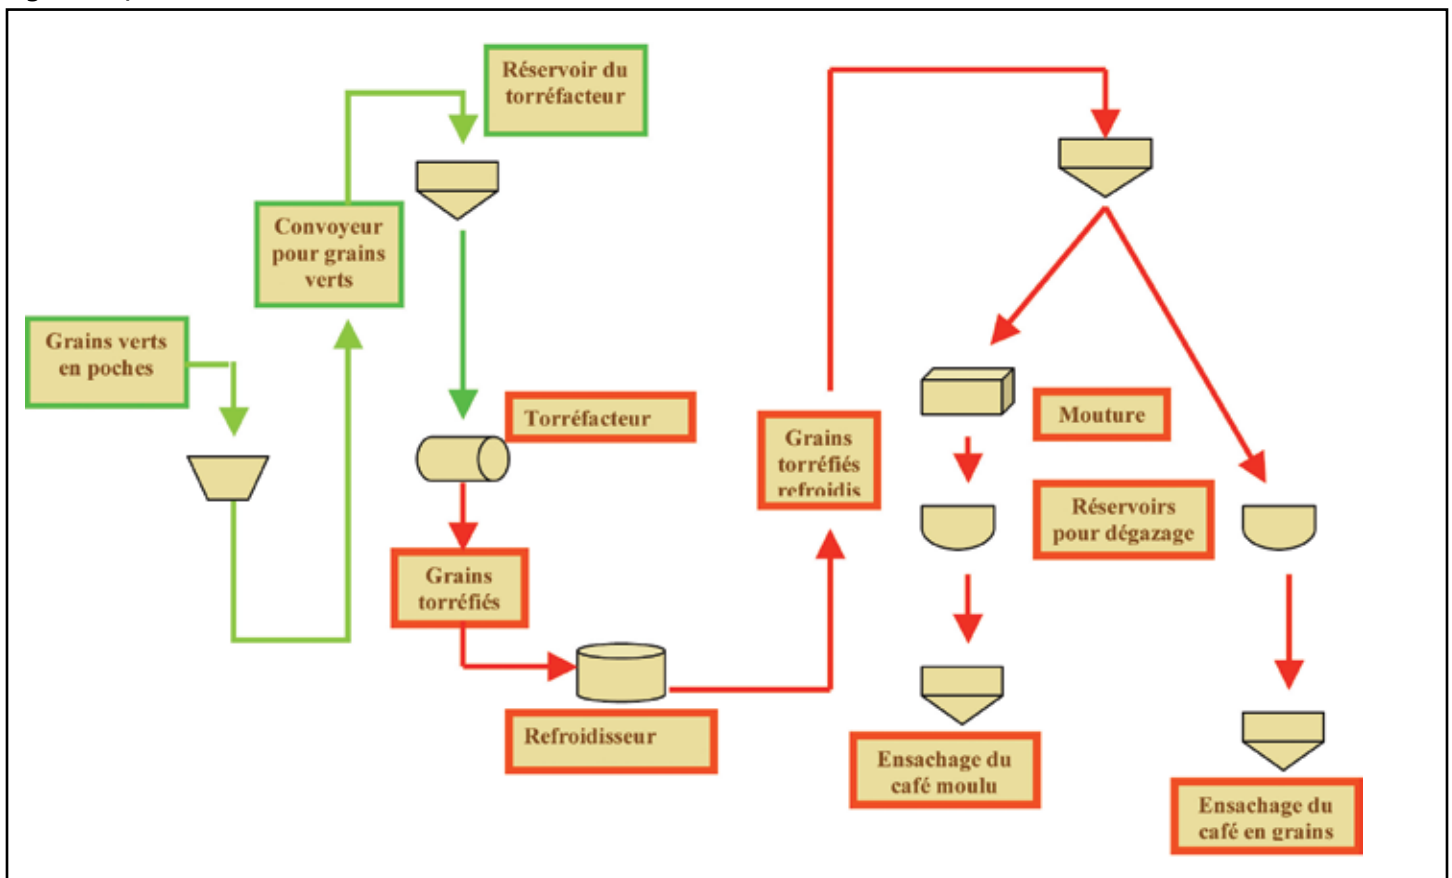 Réservoir du
torréfacteur
Convoyeur
pour grains
verts
Grains verts
en poches
Torréfacteur
Grains
torréfiés
Refroidisseur
Grains
torréfiés
refroidis
Mouture
Réservoirs
pour dégazage
Ensachage du
café moulu
Ensachage du
café en grains